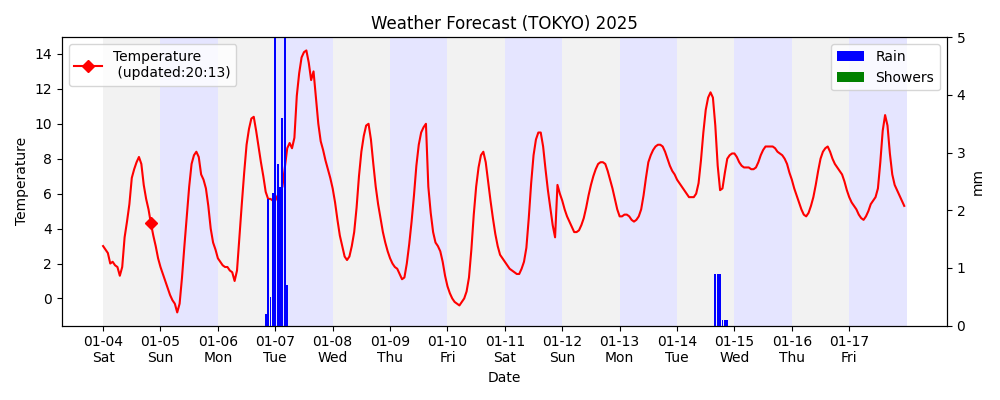 Weather Forecast (TOKYO) 2025
Temperature
(updated:20:13)
Rain
Showers
Temperature
14
12
10
8
6
4
2
0
5
4
3
2
1
0
mm
01-04 01-05 01-06 01-07 01-08 01-09 01-10 01-11 01-12 01-13 01-14 01-15 01-16 01-17
Sat Sun Mon Tue Wed Thu Fri Sat Sun Mon Tue Wed Thu Fri
Date